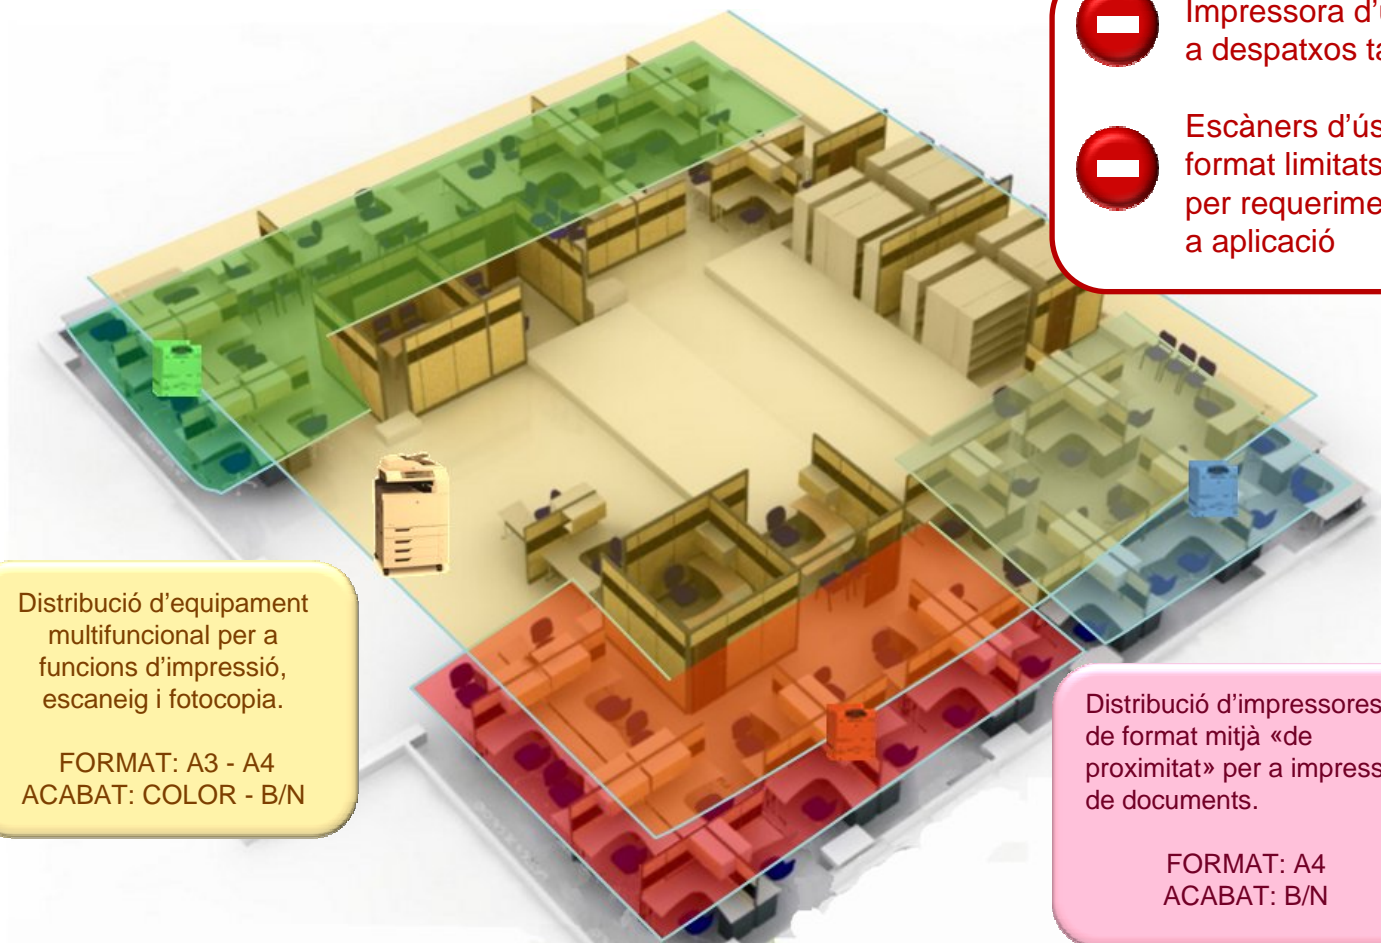 Impressora d'ú
a despatxos ta
Escàners d'ús
format limitats
per requerime
a aplicació
Distribució d'equipament
multifuncional per a
funcions d'impressió,
escaneig i fotocopia.
FORMAT: A3 - A4
ACABAT: COLOR - B/N
Distribució d'impressores
de format mitjà «de
proximitat» per a impress
de documents.
FORMAT: A4
ACABAT: B/N